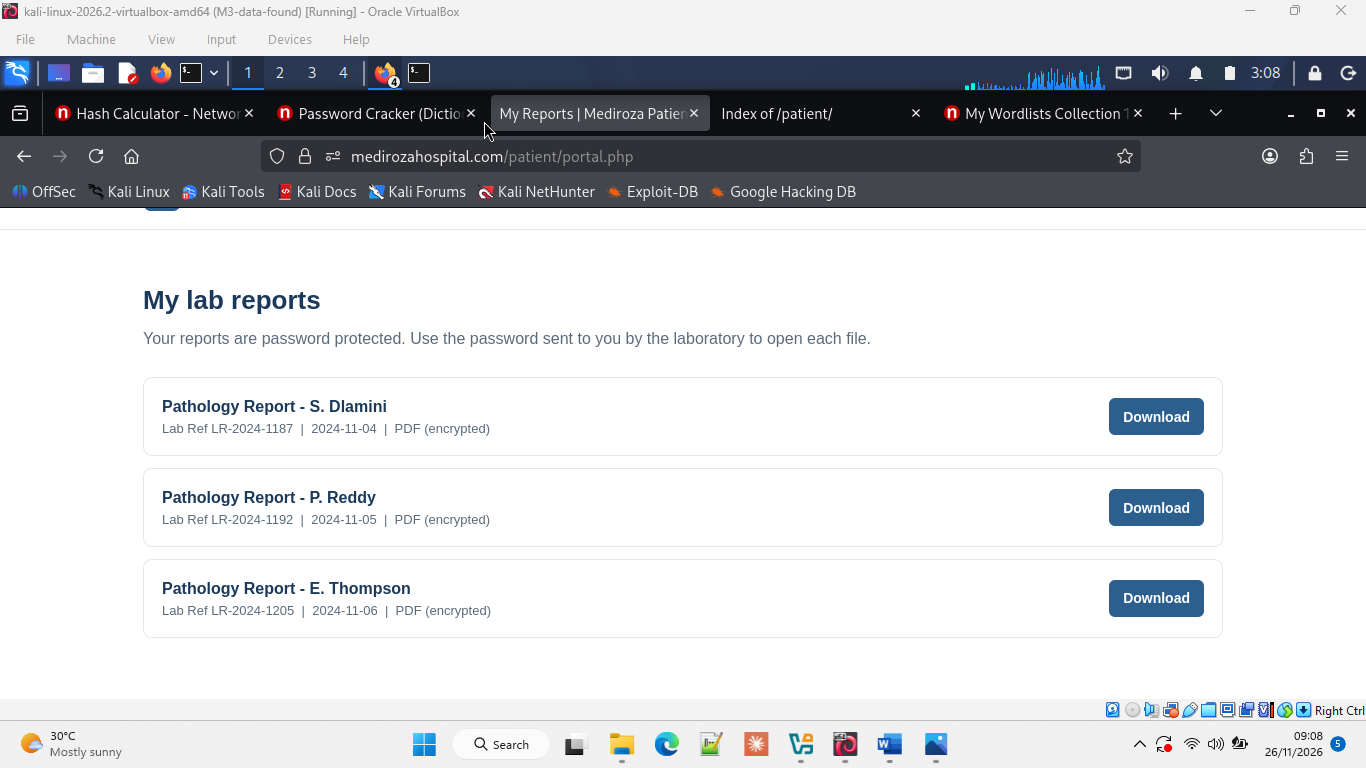 kali-linux-2026.2-virtualbox-amd64 (M3-data-found) [Running] - Oracle VirtualBox
File Machine View Input Devices Help
1 2 3 4 4 3:08
Hash Calculator - Networ
Password Cracker (Dictio
My Reports | Mediroza Patien
Index of /patient/
My Wordlists Collection
medirozahospital.com/patient/portal.php
OffSec Kali Linux Kali Tools Kali Docs Kali Forums Kali NetHunter Exploit-DB Google Hacking DB
My lab reports
Your reports are password protected. Use the password sent to you by the laboratory to open each file.
Pathology Report - S. Dlamini
Lab Ref LR-2024-1187 | 2024-11-04 | PDF (encrypted)
Download
Pathology Report - P. Reddy
Lab Ref LR-2024-1192 | 2024-11-05 | PDF (encrypted)
Download
Pathology Report - E. Thompson
Lab Ref LR-2024-1205 | 2024-11-06 | PDF (encrypted)
Download
Right Ctrl
30°C
Mostly sunny
Search
09:08
26/11/2026
5